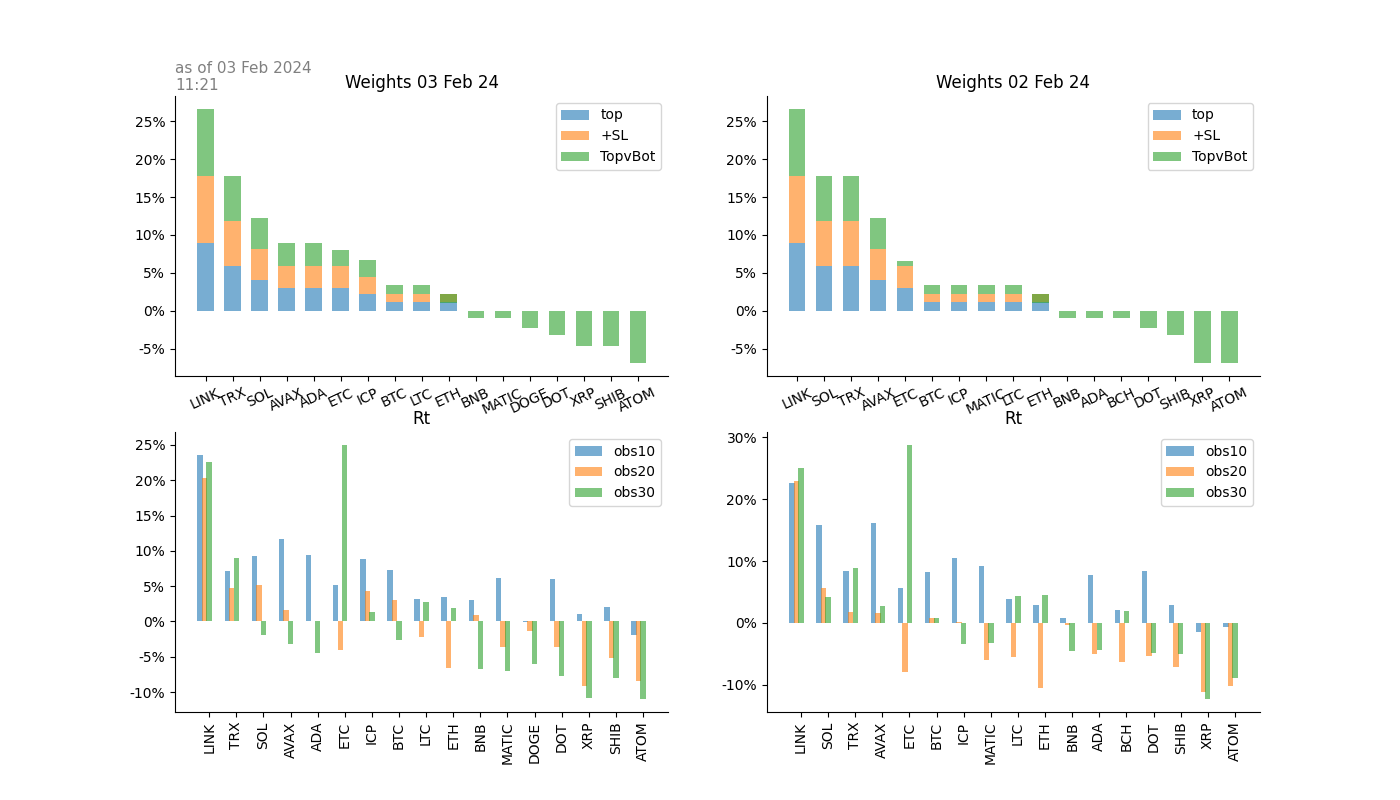 as of 03 Feb 2024
11:21
Weights 03 Feb 24
25%
20%
15%
10%
5%
0%
-5%
top
+SL
TopvBot
LINK TRX SOL AVAX ADA ETC ICP BTC LTC ETH BNB MATIC DOGE DOT XRP SHIB ATOM
Weights 02 Feb 24
25%
20%
15%
10%
5%
0%
-5%
top
+SL
TopvBot
LINK SOL TRX AVAX ETC BTC ICP MATIC LTC ETH BNB ADA BCH DOT SHIB XRP ATOM
Rt
25%
20%
15%
10%
5%
0%
-5%
-10%
obs10
obs20
obs30
LINK TRX SOL AVAX ADA ETC ICP BTC LTC ETH BNB MATIC DOGE DOT XRP SHIB ATOM
Rt
30%
20%
10%
0%
-10%
obs10
obs20
obs30
LINK SOL TRX AVAX ETC BTC ICP MATIC LTC ETH BNB ADA BCH DOT SHIB XRP ATOM